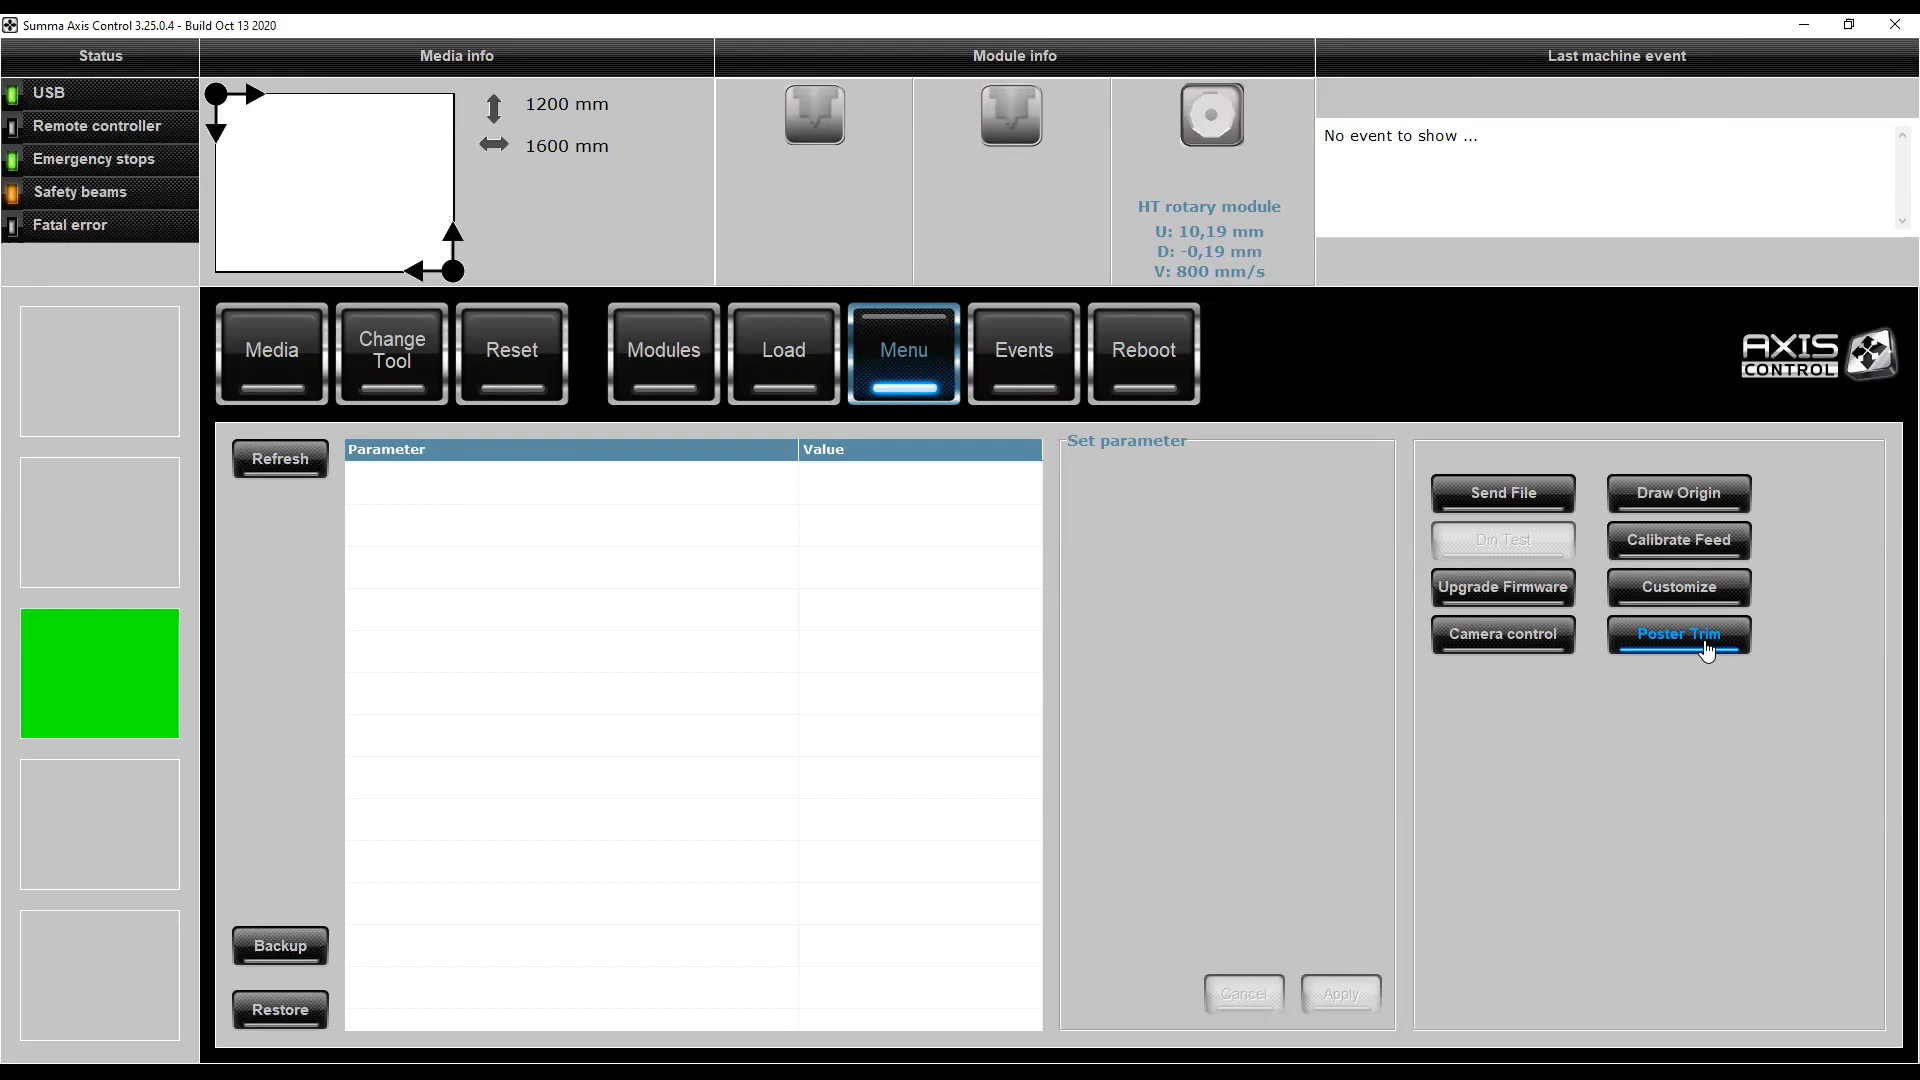 Summa Axis Control 3.25.0.4 - Build Oct 13 2020
Status
Media info
Module info
Last machine event
USB
Remote controller
Emergency stops
Safety beams
Fatal error
1200 mm
1600 mm
HT rotary module
U: 10,19 mm
D: -0,19 mm
V: 800 mm/s
No event to show ...
Media
Change
Tool
Reset
Modules
Load
Menu
Events
Reboot
AXIS
CONTROL
Refresh
Backup
Restore
Parameter
Value
Set parameter
Cancel
Apply
Send File
Draw Origin
Din Test
Calibrate Feed
Upgrade Firmware
Customize
Camera control
Poster Trim